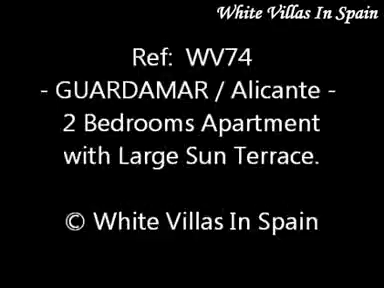 White Villas In Spain
Ref: WV74
- GUARDAMAR / Alicante -
2 Bedrooms Apartment
with Large Sun Terrace.
© White Villas In Spain